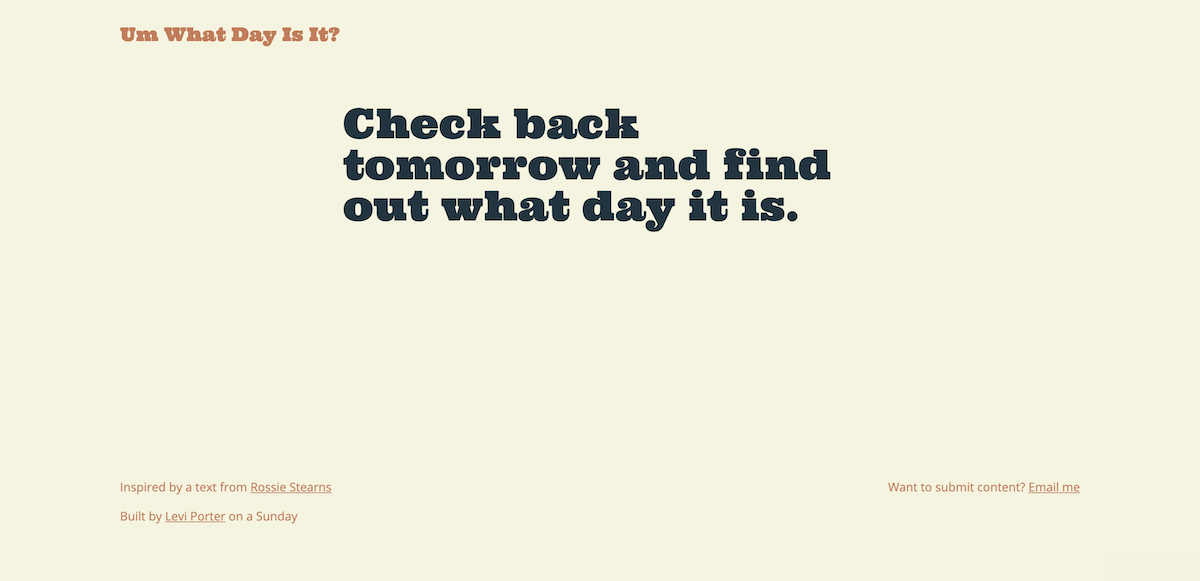 Um What Day Is It?
Check back
tomorrow and find
out what day it is.
Inspired by a text from Rossie Stearns
Want to submit content? Email me
Built by Levi Porter on a Sunday